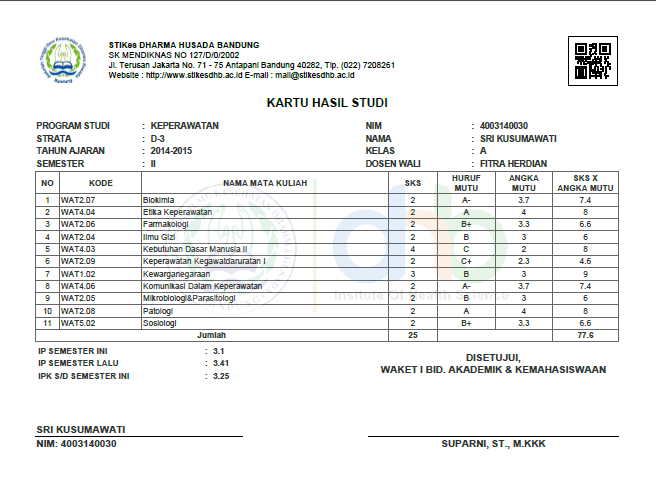 STIKes DHARMA HUSADA BANDUNG
SK MENDIKNAS NO 127/D/0/2002
Jl. Terusan Jakarta No. 71 - 75 Antapani Bandung 40282, Tlp. (022) 7208261
Website : http://www.stikesdhb.ac.id E-mail : mail@stikesdhb.ac.id
KARTU HASIL STUDI
PROGRAM STUDI : KEPERAWATAN NIM : 4003140030
STRATA : D-3 NAMA : SRI KUSUMAWATI
TAHUN AJARAN : 2014-2015 KELAS : A
SEMESTER : II DOSEN WALI : FITRA HERDIAN
NO KODE NAMA MATA KULIAH SKS HURUF MUTU ANGKA MUTU SKS X ANGKA MUTU
1 WAT2.07 Biokimia 2 A- 3.7 7.4
2 WAT4.04 Etika Keperawatan 2 A 4 8
3 WAT2.06 Farmakologi 2 B+ 3.3 6.6
4 WAT2.04 Ilmu Gizi 2 B 3 6
5 WAT4.03 Kebutuhan Dasar Manusia II 4 C 2 8
6 WAT2.09 Keperawatan Kegawatdaruratan I 2 C+ 2.3 4.6
7 WAT1.02 Kewarganegaraan 3 B 3 9
8 WAT4.06 Komunikasi Dalam Keperawatan 2 A- 3.7 7.4
9 WAT2.05 Mikrobiologi&Parasitologi 2 B 3 6
10 WAT2.08 Patologi 2 A 4 8
11 WAT5.02 Sosiologi 2 B+ 3.3 6.6
Jumlah 25 77.6
dhb
Institute Of Health Science
IP SEMESTER INI : 3.1
IP SEMESTER LALU : 3.41
IPK S/D SEMESTER INI : 3.25
DISETUJUI,
WAKET I BID. AKADEMIK & KEMAHASISWAAN
SRI KUSUMAWATI
NIM: 4003140030
SUPARNI, ST., M.KKK